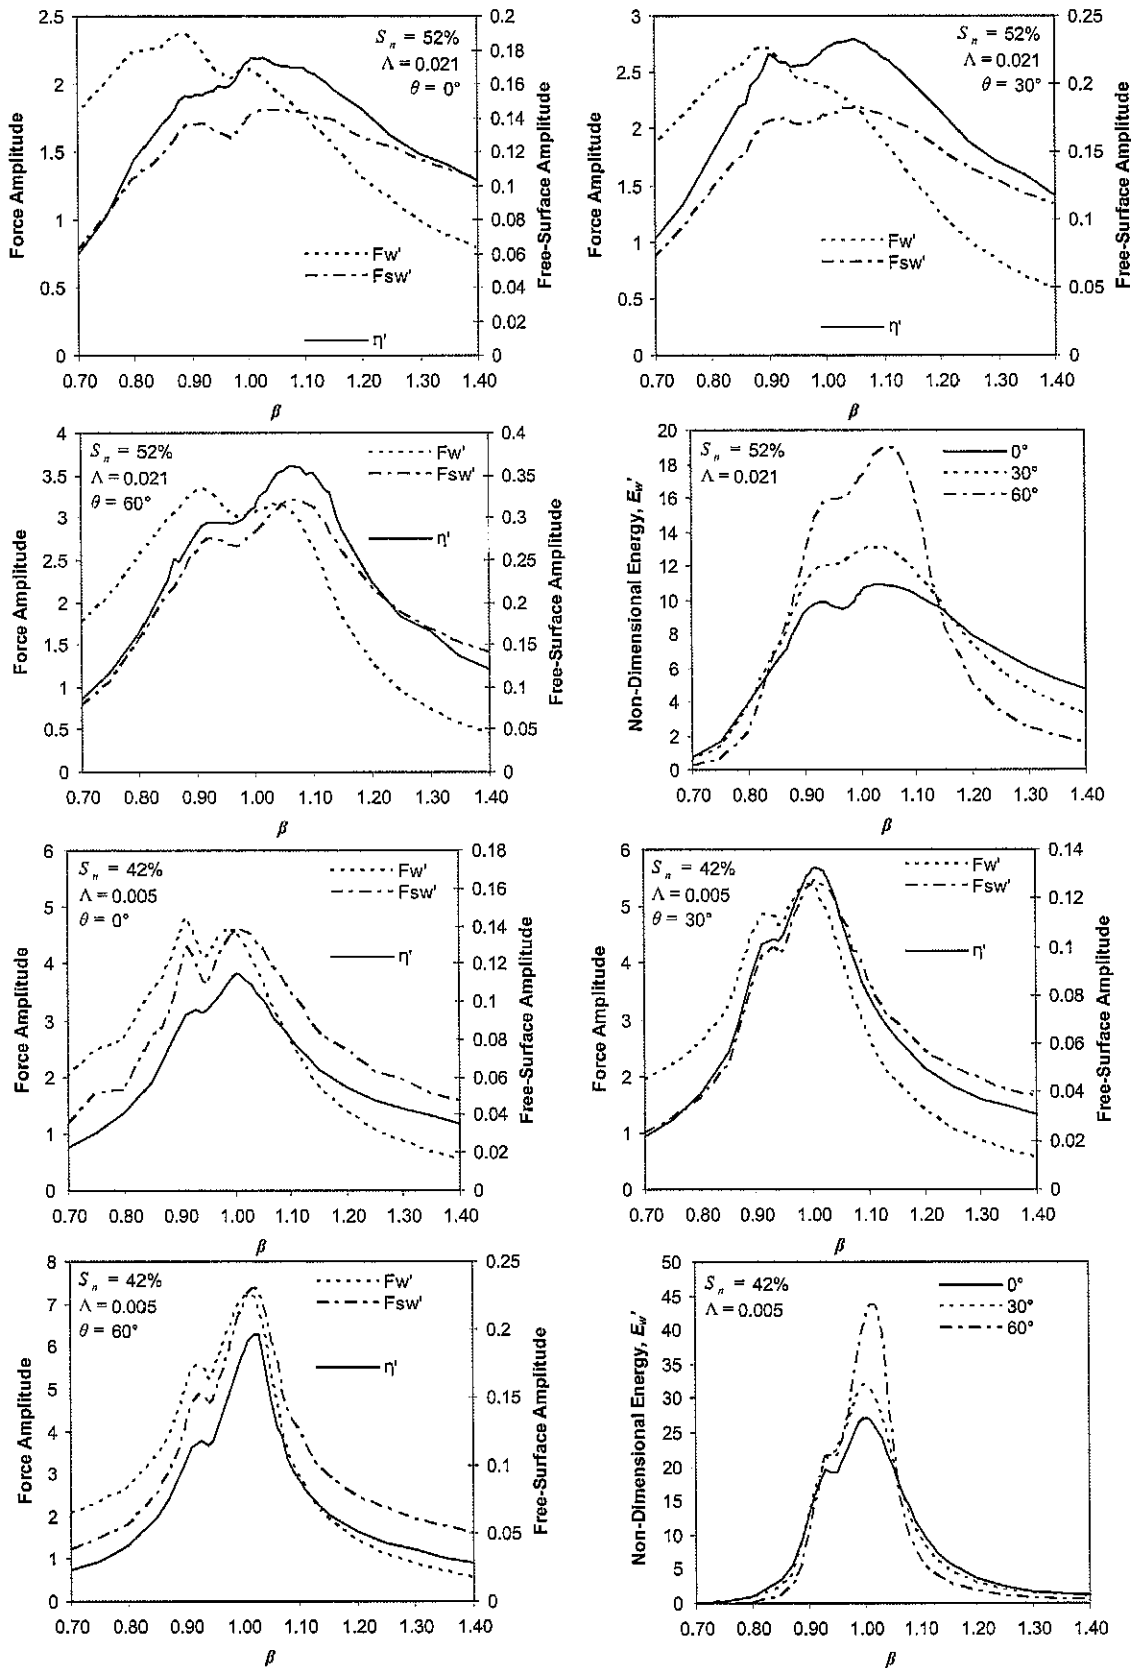 2.5
2
1.5
1
0.5
0
Force Amplitude
S_n = 52%
Λ = 0.021
θ = 0°
Fw'
Fsw'
η'
0.2
0.18
0.16
0.14
0.12
0.1
0.08
0.06
0.04
0.02
0
Free-Surface Amplitude
0.70 0.80 0.90 1.00 1.10 1.20 1.30 1.40
β
3
2.5
2
1.5
1
0.5
0
Force Amplitude
S_n = 52%
Λ = 0.021
θ = 30°
Fw'
Fsw'
η'
0.25
0.2
0.15
0.1
0.05
0
Free-Surface Amplitude
0.70 0.80 0.90 1.00 1.10 1.20 1.30 1.40
β
4
3.5
3
2.5
2
1.5
1
0.5
0
Force Amplitude
S_n = 52%
Λ = 0.021
θ = 60°
Fw'
Fsw'
η'
0.4
0.35
0.3
0.25
0.2
0.15
0.1
0.05
0
Free-Surface Amplitude
0.70 0.80 0.90 1.00 1.10 1.20 1.30 1.40
β
20
18
16
14
12
10
8
6
4
2
0
Non-Dimensional Energy, E_w'
S_n = 52%
Λ = 0.021
0°
30°
60°
0.70 0.80 0.90 1.00 1.10 1.20 1.30 1.40
β
6
5
4
3
2
1
0
Force Amplitude
S_n = 42%
Λ = 0.005
θ = 0°
Fw'
Fsw'
η'
0.18
0.16
0.14
0.12
0.1
0.08
0.06
0.04
0.02
0
Free-Surface Amplitude
0.70 0.80 0.90 1.00 1.10 1.20 1.30 1.40
β
6
5
4
3
2
1
0
Force Amplitude
S_n = 42%
Λ = 0.005
θ = 30°
Fw'
Fsw'
η'
0.14
0.12
0.1
0.08
0.06
0.04
0.02
0
Free-Surface Amplitude
0.70 0.80 0.90 1.00 1.10 1.20 1.30 1.40
β
8
7
6
5
4
3
2
1
0
Force Amplitude
S_n = 42%
Λ = 0.005
θ = 60°
Fw'
Fsw'
η'
0.25
0.2
0.15
0.1
0.05
0
Free-Surface Amplitude
0.70 0.80 0.90 1.00 1.10 1.20 1.30 1.40
β
50
45
40
35
30
25
20
15
10
5
0
Non-Dimensional Energy, E_w'
S_n = 42%
Λ = 0.005
0°
30°
60°
0.70 0.80 0.90 1.00 1.10 1.20 1.30 1.40
β